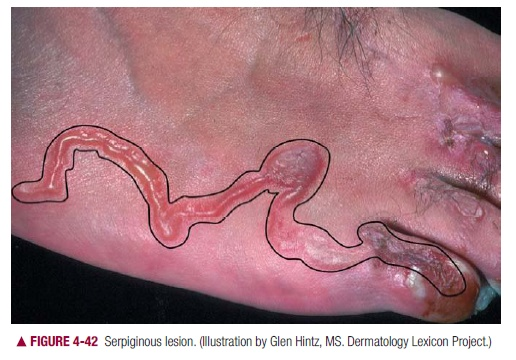 ▲ FIGURE 4-42 Serpiginous lesion. (Illustration by Glen Hintz, MS. Dermatology Lexicon Project.)